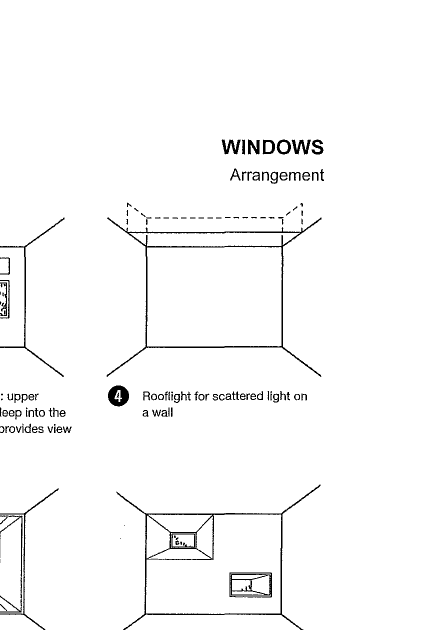 WINDOWS
Arrangement
: upper
leep into the
provides view
4 Rooflight for scattered light on
a wall